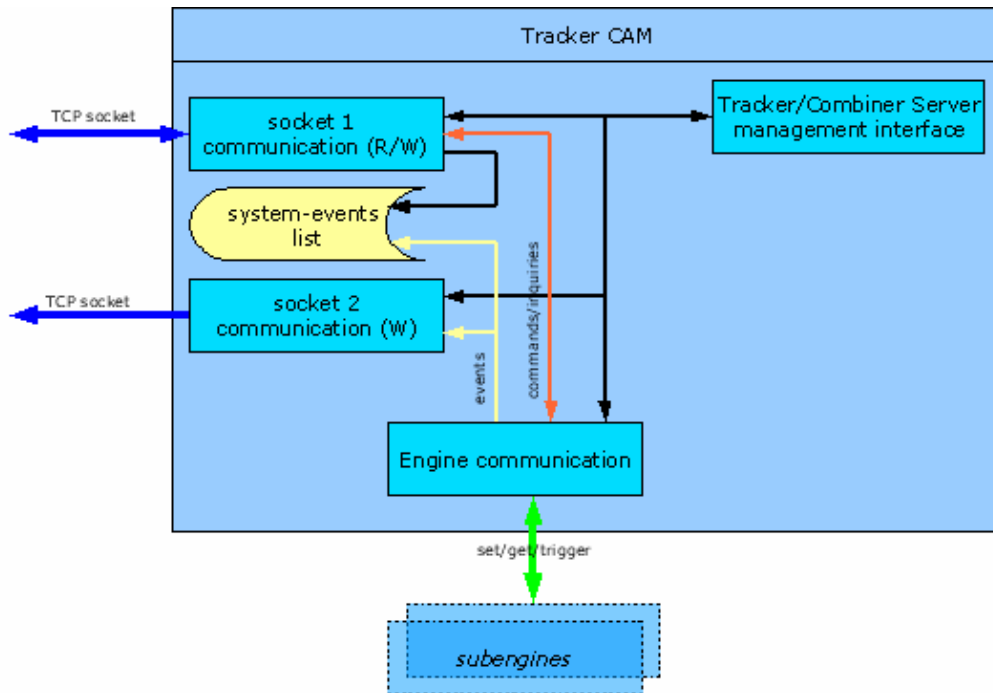 Tracker CAM
TCP socket
socket 1
communication (R/W)
Tracker/Combiner Server
management interface
system-events
list
TCP socket
socket 2
communication (W)
events
commands/inquiries
Engine communication
set/get/trigger
subengines